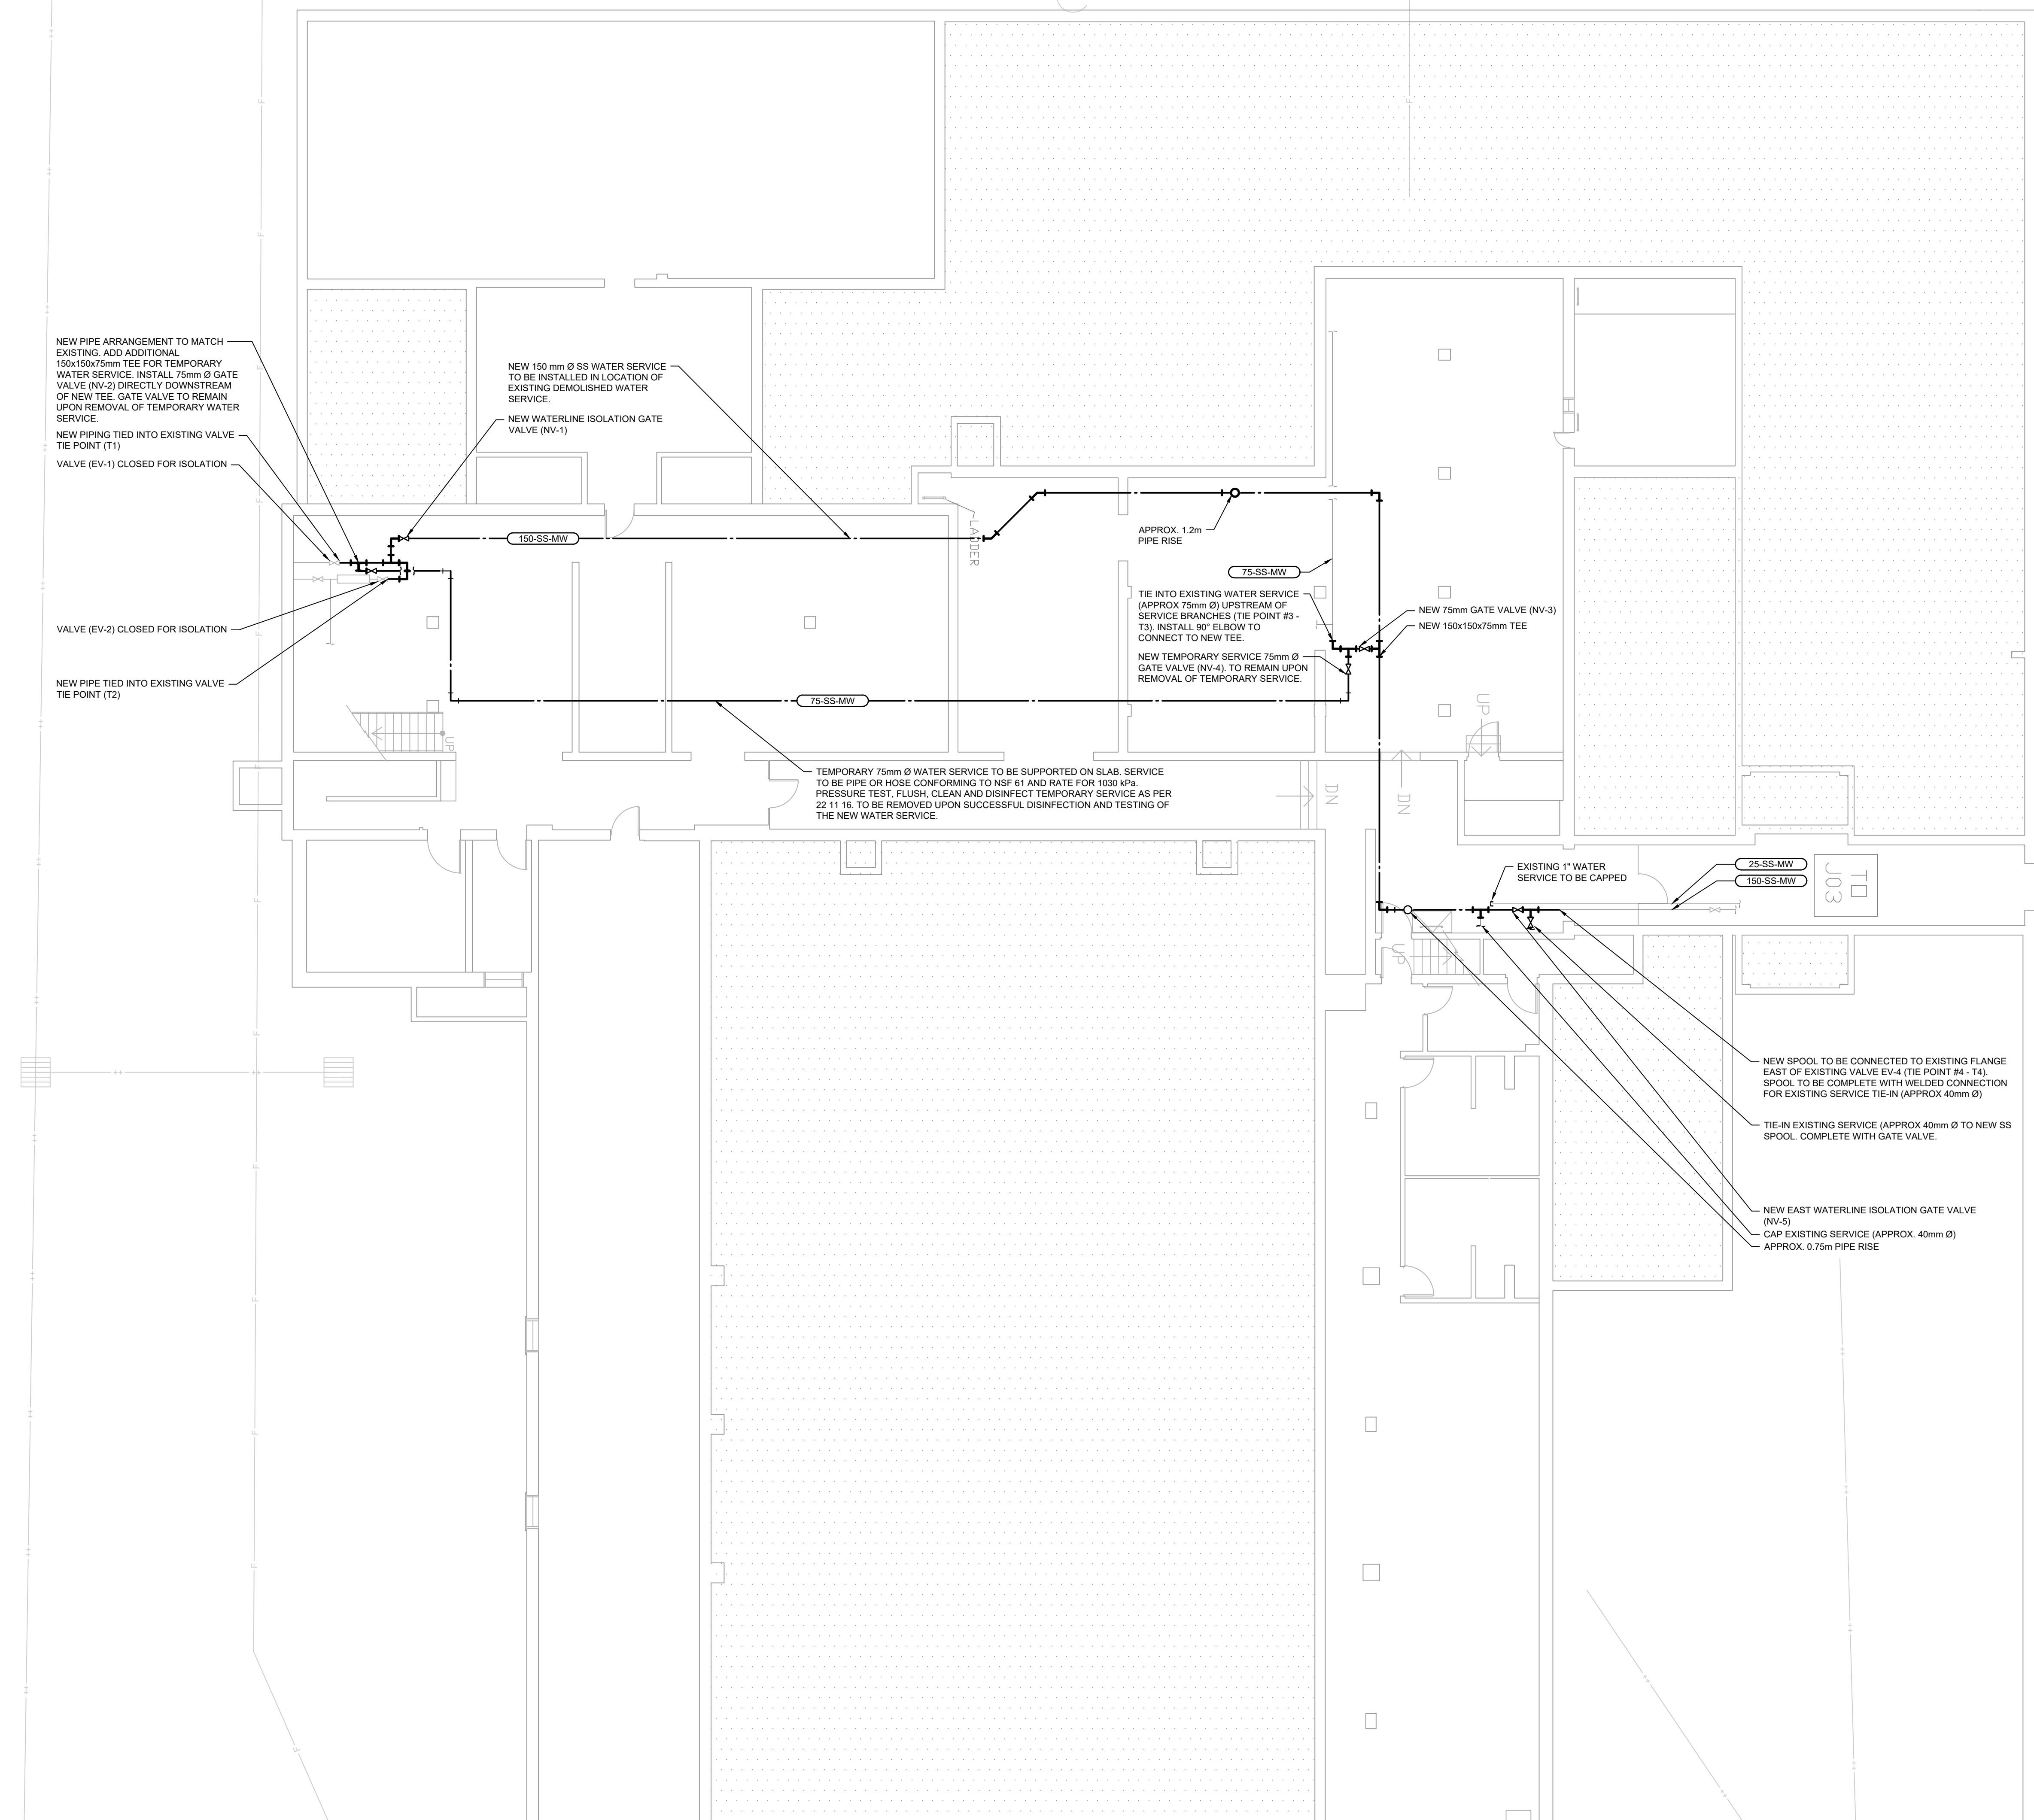 NEW PIPE ARRANGEMENT TO MATCH
EXISTING. ADD ADDITIONAL
150x150x75mm TEE FOR TEMPORARY
WATER SERVICE. INSTALL 75mm Ø GATE
VALVE (NV-2) DIRECTLY DOWNSTREAM
OF NEW TEE. GATE VALVE TO REMAIN
UPON REMOVAL OF TEMPORARY WATER
SERVICE.
NEW PIPING TIED INTO EXISTING VALVE
TIE POINT (T1)
VALVE (EV-1) CLOSED FOR ISOLATION
VALVE (EV-2) CLOSED FOR ISOLATION
NEW PIPE TIED INTO EXISTING VALVE
TIE POINT (T2)
NEW 150 mm Ø SS WATER SERVICE
TO BE INSTALLED IN LOCATION OF
EXISTING DEMOLISHED WATER
SERVICE.
NEW WATERLINE ISOLATION GATE
VALVE (NV-1)
150-SS-MW
LADDER
APPROX. 1.2m
PIPE RISE
75-SS-MW
TIE INTO EXISTING WATER SERVICE
(APPROX 75mm Ø) UPSTREAM OF
SERVICE BRANCHES (TIE POINT #3 -
T3). INSTALL 90° ELBOW TO
CONNECT TO NEW TEE.
NEW TEMPORARY SERVICE 75mm Ø
GATE VALVE (NV-4). TO REMAIN UPON
REMOVAL OF TEMPORARY SERVICE.
NEW 75mm GATE VALVE (NV-3)
NEW 150x150x75mm TEE
75-SS-MW
UP
UP
TEMPORARY 75mm Ø WATER SERVICE TO BE SUPPORTED ON SLAB. SERVICE
TO BE PIPE OR HOSE CONFORMING TO NSF 61 AND RATE FOR 1030 kPa.
PRESSURE TEST, FLUSH, CLEAN AND DISINFECT TEMPORARY SERVICE AS PER
22 11 16. TO BE REMOVED UPON SUCCESSFUL DISINFECTION AND TESTING OF
THE NEW WATER SERVICE.
DN
DN
EXISTING 1" WATER
SERVICE TO BE CAPPED
25-SS-MW
150-SS-MW
TO
J03
UP
NEW SPOOL TO BE CONNECTED TO EXISTING FLANGE
EAST OF EXISTING VALVE EV-4 (TIE POINT #4 - T4).
SPOOL TO BE COMPLETE WITH WELDED CONNECTION
FOR EXISTING SERVICE TIE-IN (APPROX 40mm Ø)
TIE-IN EXISTING SERVICE (APPROX 40mm Ø TO NEW SS
SPOOL. COMPLETE WITH GATE VALVE.
NEW EAST WATERLINE ISOLATION GATE VALVE
(NV-5)
CAP EXISTING SERVICE (APPROX. 40mm Ø)
APPROX. 0.75m PIPE RISE
F
F
F
F
F
F
F
F
F
F
F
F
F
F